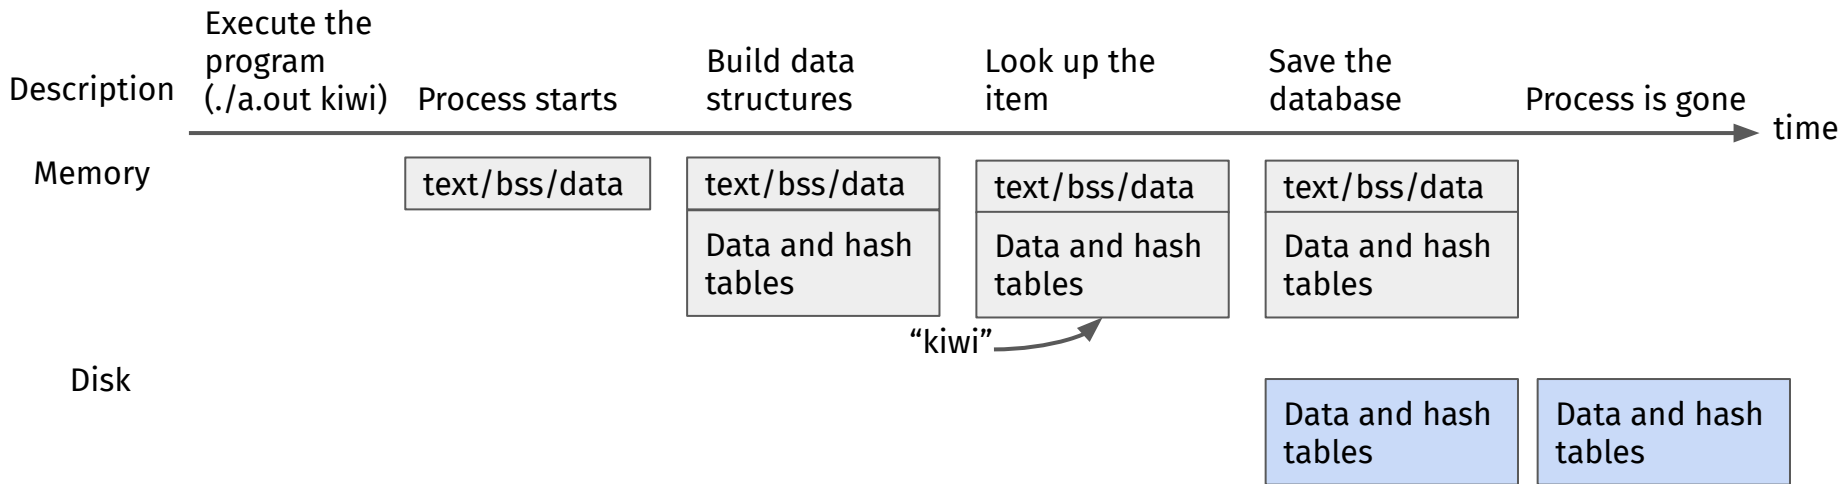 Description
Execute the
program
(./a.out kiwi)
Process starts
Build data
structures
Look up the
item
Save the
database
Process is gone
time
Memory
text/bss/data
text/bss/data
Data and hash
tables
text/bss/data
Data and hash
tables
text/bss/data
Data and hash
tables
“kiwi”
Disk
Data and hash
tables
Data and hash
tables